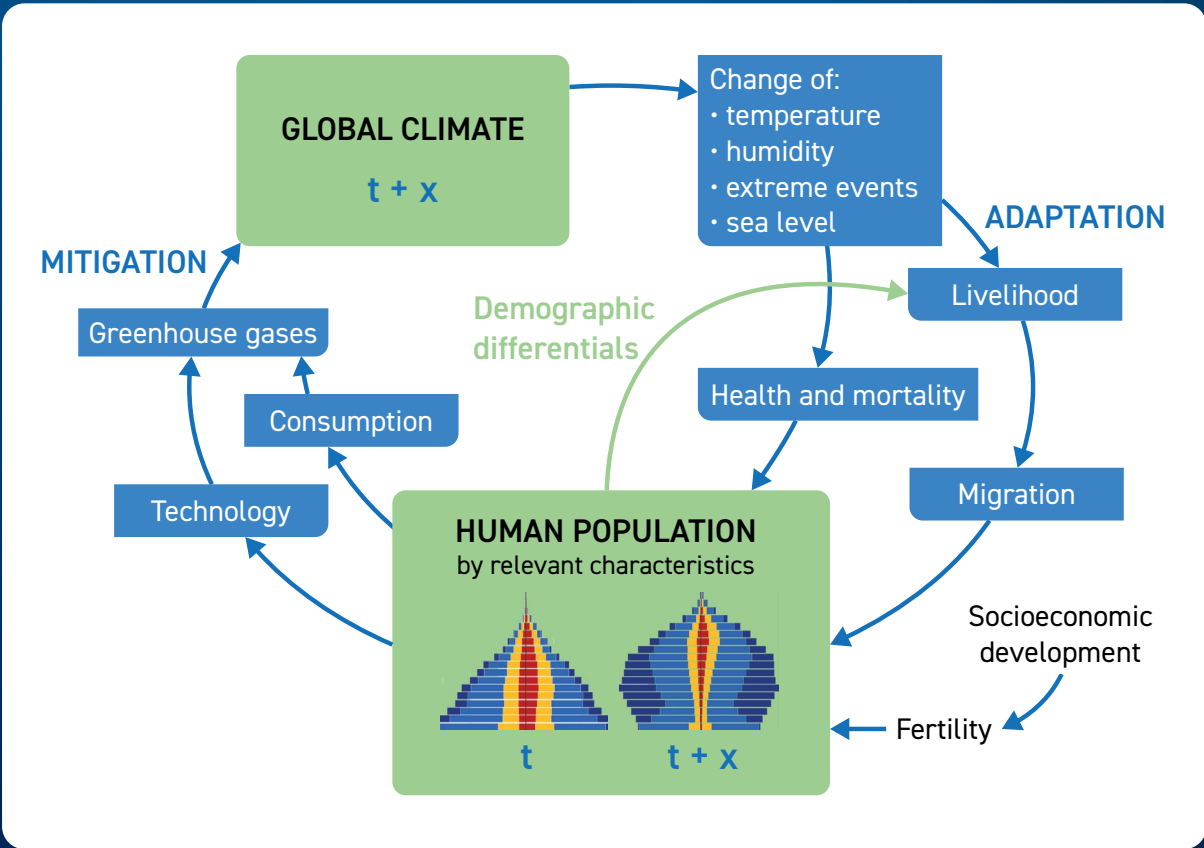 GLOBAL CLIMATE
t + x
Change of:
· temperature
· humidity
· extreme events
· sea level
ADAPTATION
MITIGATION
Livelihood
Demographic
differentials
Greenhouse gases
Consumption
Health and mortality
Technology
Migration
HUMAN POPULATION
by relevant characteristics
t
t + x
Socioeconomic
development
Fertility